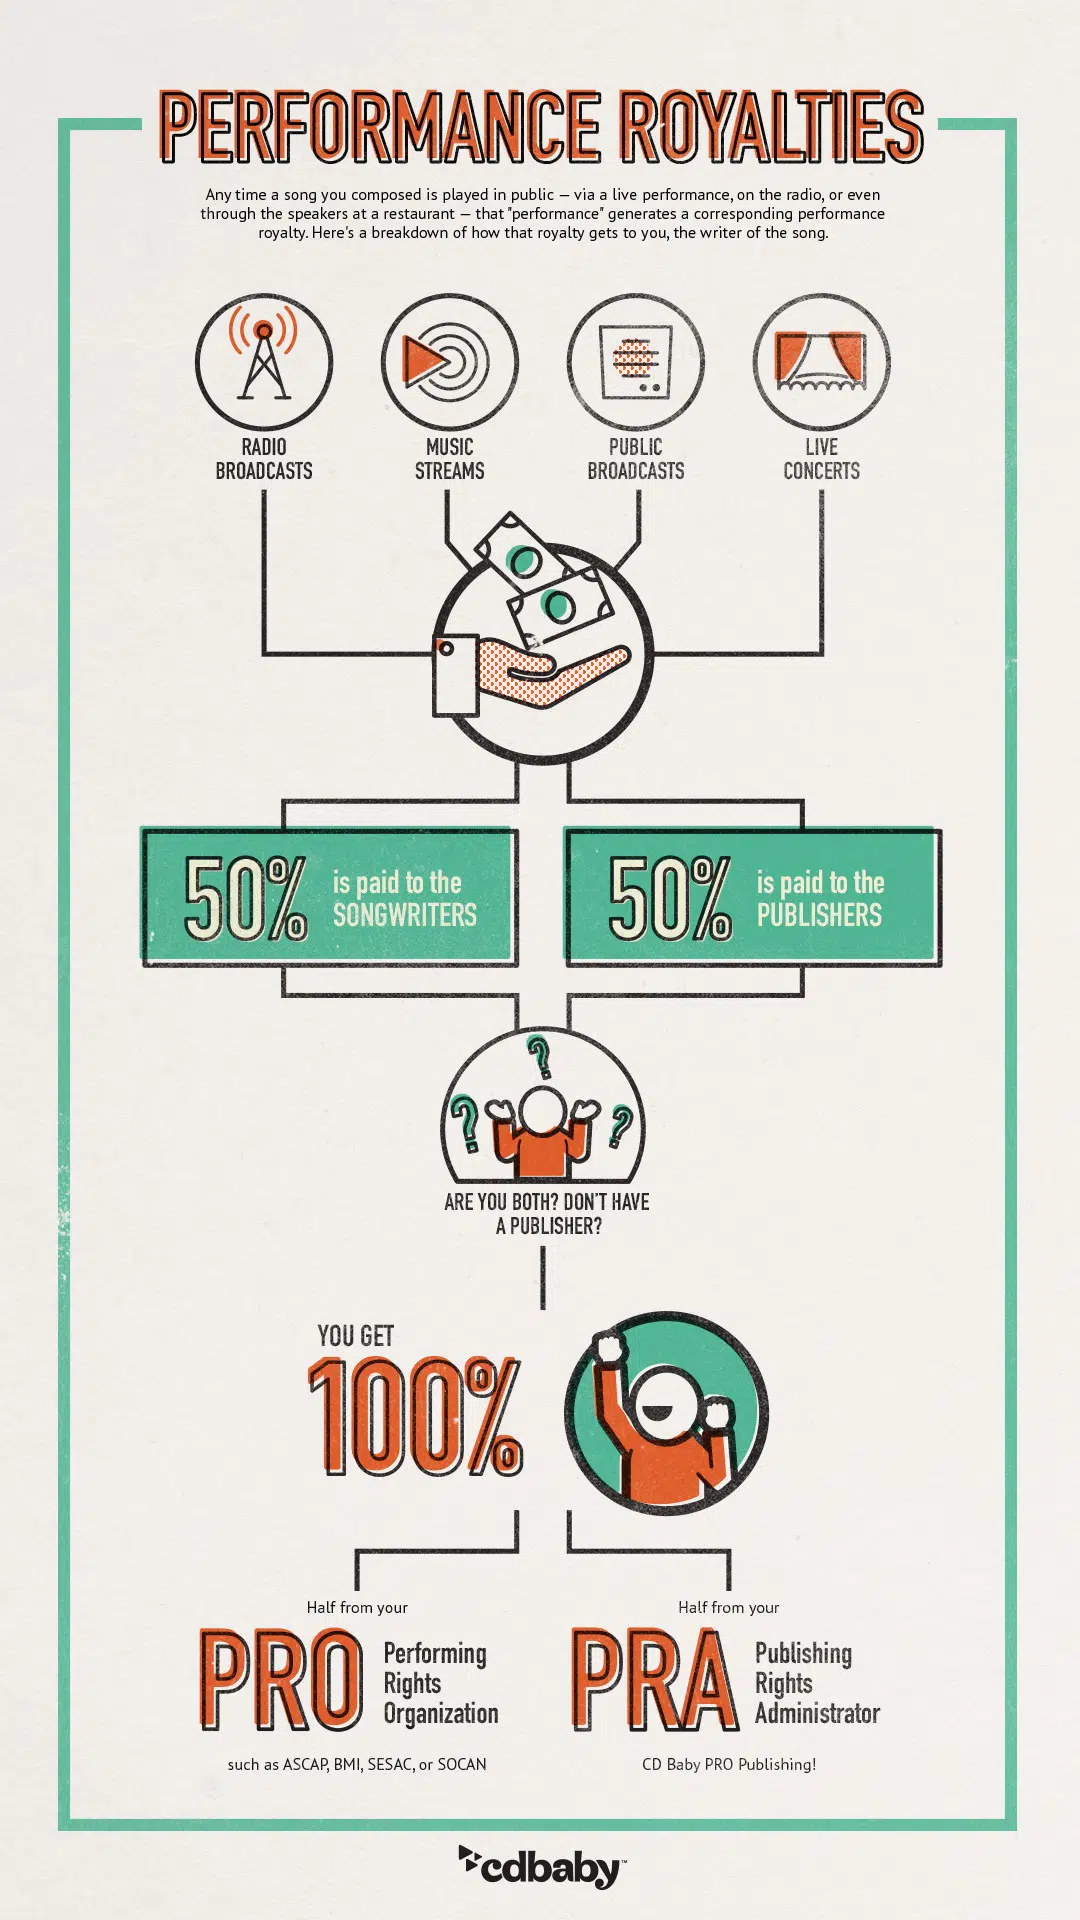 PERFORMANCE ROYALTIES
Any time a song you composed is played in public — via a live performance, on the radio, or even
through the speakers at a restaurant — that "performance" generates a corresponding performance
royalty. Here's a breakdown of how that royalty gets to you, the writer of the song.
RADIO
BROADCASTS
MUSIC
STREAMS
PUBLIC
BROADCASTS
LIVE
CONCERTS
50%
is paid to the
SONGWRITERS
50%
is paid to the
PUBLISHERS
?
?
?
ARE YOU BOTH? DON'T HAVE
A PUBLISHER?
YOU GET
100%
Half from your
PRO
Performing
Rights
Organization
such as ASCAP, BMI, SESAC, or SOCAN
Half from your
PRA
Publishing
Rights
Administrator
CD Baby PRO Publishing!
cdbaby™